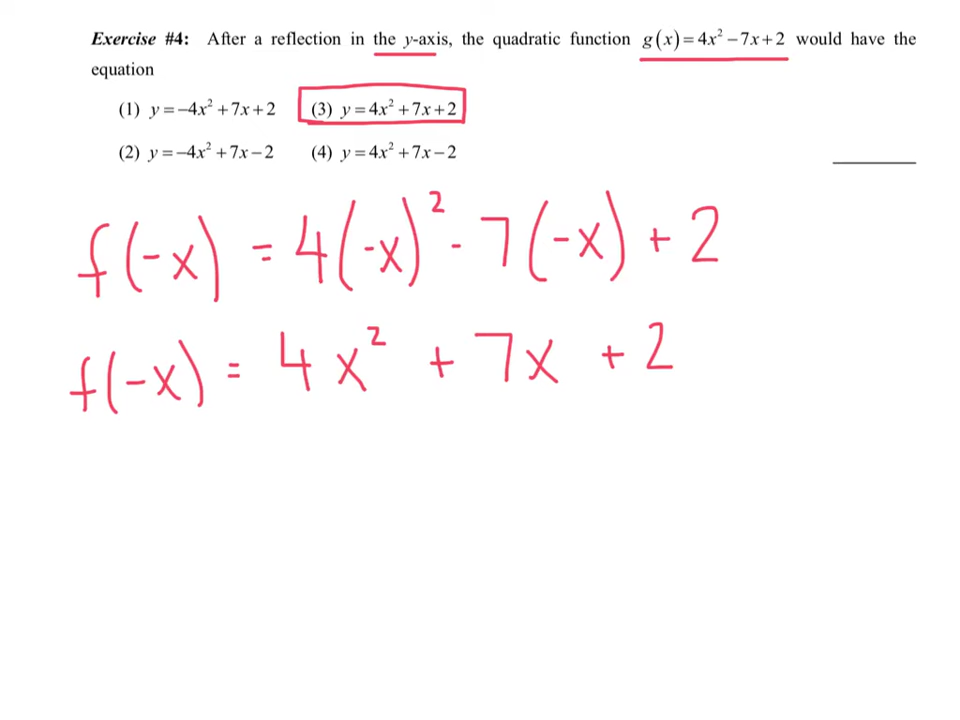 Exercise #4: After a reflection in the y-axis, the quadratic function g(x)=4x²−7x+2 would have the
equation
(1) y=−4x²+7x+2 (3) y=4x²+7x+2
(2) y=−4x²+7x−2 (4) y=4x²+7x−2
f(-x) = 4(-x)² - 7(-x) + 2
f(-x) = 4x² + 7x + 2